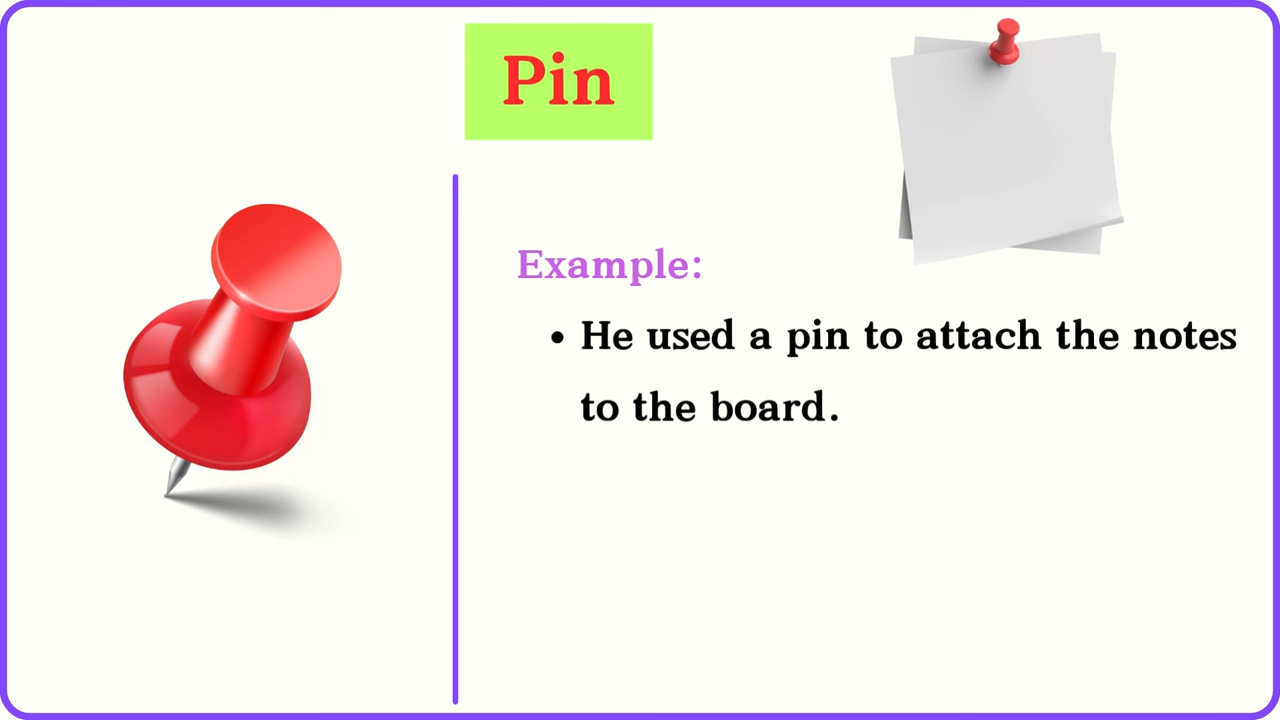 Pin
Example:
• He used a pin to attach the notes
to the board.